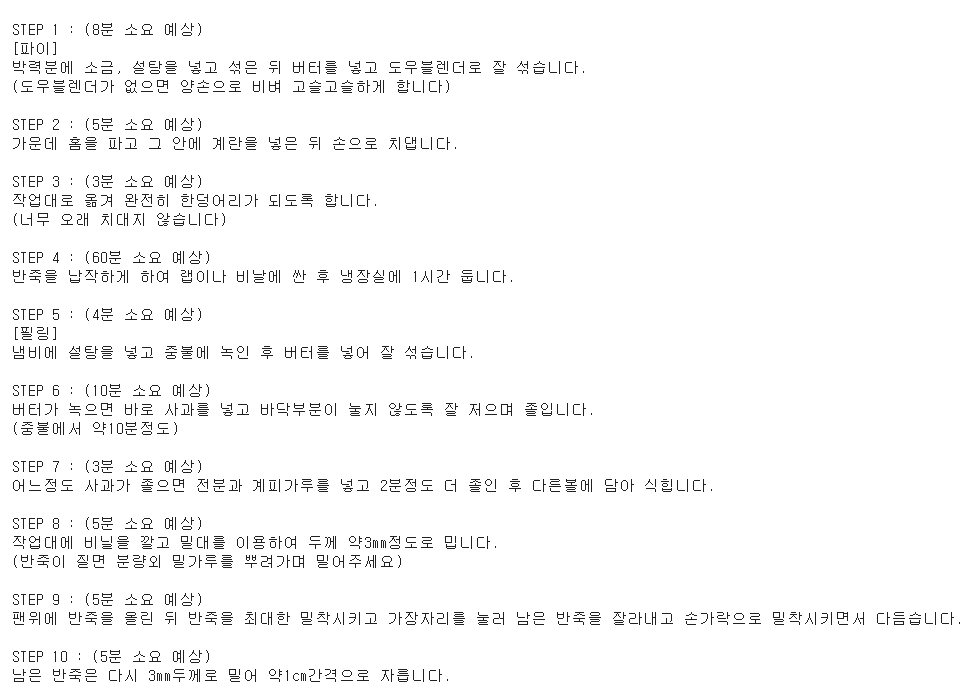 STEP 1 : (8분 소요 예상)
[파이]
박력분에 소금, 설탕을 넣고 섞은 뒤 버터를 넣고 도우블렌더로 잘 섞습니다.
(도우블렌더가 없으면 양손으로 비벼 고슬고슬하게 합니다)
STEP 2 : (5분 소요 예상)
가운데 홈을 파고 그 안에 계란을 넣은 뒤 손으로 치댑니다.
STEP 3 : (3분 소요 예상)
작업대로 옮겨 완전히 한덩어리가 되도록 합니다.
(너무 오래 치대지 않습니다)
STEP 4 : (60분 소요 예상)
반죽을 납작하게 하여 랩이나 비날에 싼 후 냉장실에 1시간 둡니다.
STEP 5 : (4분 소요 예상)
[필링]
냄비에 설탕을 넣고 중불에 녹인 후 버터를 넣어 잘 섞습니다.
STEP 6 : (10분 소요 예상)
버터가 녹으면 바로 사과를 넣고 바닥부분이 눌지 않도록 잘 저으며 졸입니다.
(중불에서 약10분정도)
STEP 7 : (3분 소요 예상)
어느정도 사과가 졸으면 전분과 계피가루를 넣고 2분정도 더 졸인 후 다른볼에 담아 식힙니다.
STEP 8 : (5분 소요 예상)
작업대에 비닐을 깔고 밀대를 이용하여 두께 약3㎜정도로 밉니다.
(반죽이 질면 분량외 밀가루를 뿌려가며 밀어주세요)
STEP 9 : (5분 소요 예상)
팬위에 반죽을 올린 뒤 반죽을 최대한 밀착시키고 가장자리를 눌러 남은 반죽을 잘라내고 손가락으로 밀착시키면서 다듬습니다.
STEP 10 : (5분 소요 예상)
남은 반죽은 다시 3㎜두께로 밀어 약1㎝간격으로 자릅니다.